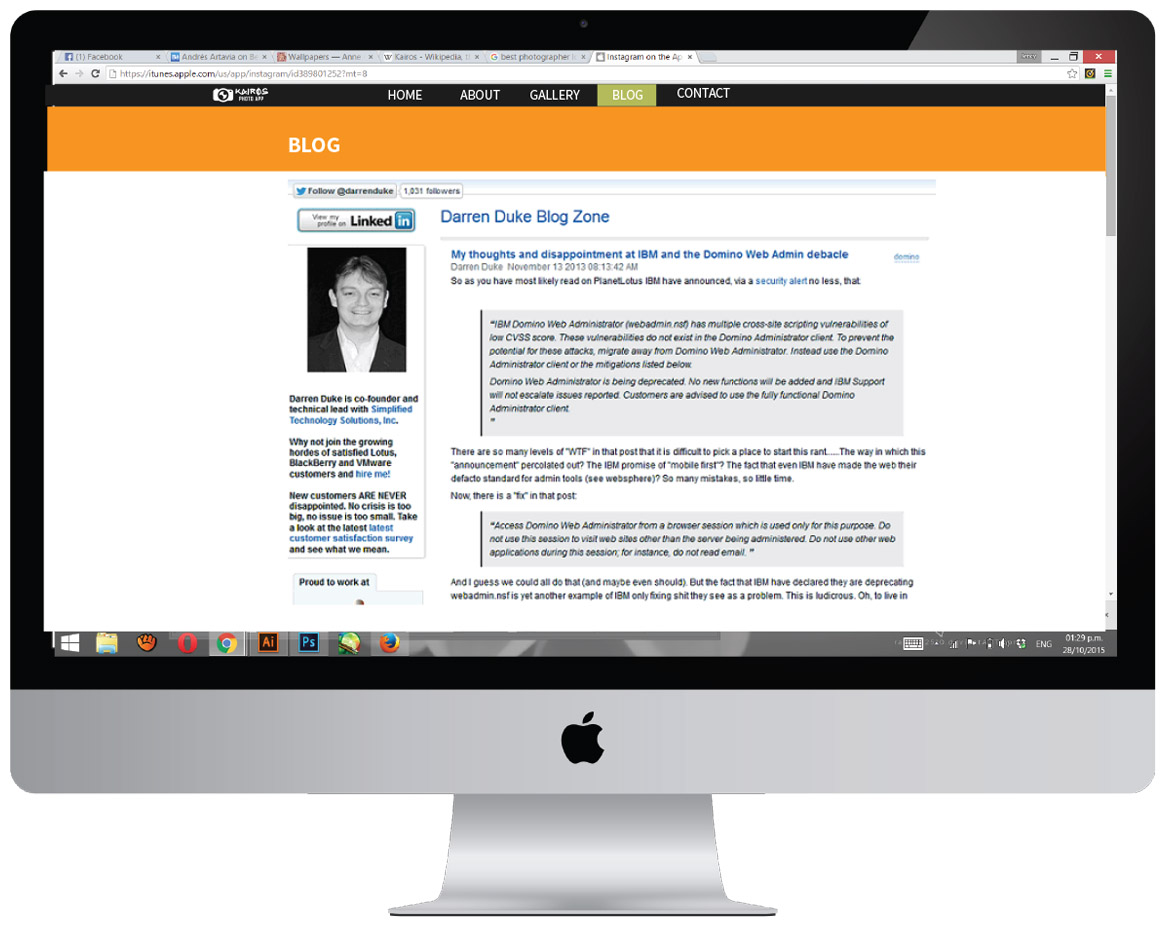 (1) Facebook
Andrés Artavia on Be
Wallpapers — Anne
Kairos - Wikipedia, l
best photographer l
Instagram on the Ap
https://itunes.apple.com/us/app/instagram/id389801252?mt=8
KAIROS
PHOTO APP
HOME
ABOUT
GALLERY
BLOG
CONTACT
BLOG
Follow @darrenduke
1,031 followers
View my
profile on
Linked in
Darren Duke is co-founder and
technical lead with Simplified
Technology Solutions, Inc.
Why not join the growing
hordes of satisfied Lotus,
BlackBerry and VMware
customers and hire me!
New customers ARE NEVER
disappointed. No crisis is too
big, no issue is too small. Take
a look at the latest latest
customer satisfaction survey
and see what we mean.
Proud to work at
Darren Duke Blog Zone
My thoughts and disappointment at IBM and the Domino Web Admin debacle
domino
Darren Duke November 13 2013 08:13:42 AM
So as you have most likely read on PlanetLotus IBM have announced, via a security alert no less, that:
"IBM Domino Web Administrator (webadmin.nsf) has multiple cross-site scripting vulnerabilities of
low CVSS score. These vulnerabilities do not exist in the Domino Administrator client. To prevent the
potential for these attacks, migrate away from Domino Web Administrator. Instead use the Domino
Administrator client or the mitigations listed below.
Domino Web Administrator is being deprecated. No new functions will be added and IBM Support
will not escalate issues reported. Customers are advised to use the fully functional Domino
Administrator client.
"
There are so many levels of "WTF" in that post that it is difficult to pick a place to start this rant.....The way in which this
"announcement" percolated out? The IBM promise of "mobile first"? The fact that even IBM have made the web their
defacto standard for admin tools (see websphere)? So many mistakes, so little time.
Now, there is a "fix" in that post:
"Access Domino Web Administrator from a browser session which is used only for this purpose. Do
not use this session to visit web sites other than the server being administered. Do not use other web
applications during this session; for instance, do not read email. "
And I guess we could all do that (and maybe even should). But the fact that IBM have declared they are deprecating
webadmin.nsf is yet another example of IBM only fixing shit they see as a problem. This is ludicrous. Oh, to live in
Ai
Ps
ENG
01:29 p.m.
28/10/2015